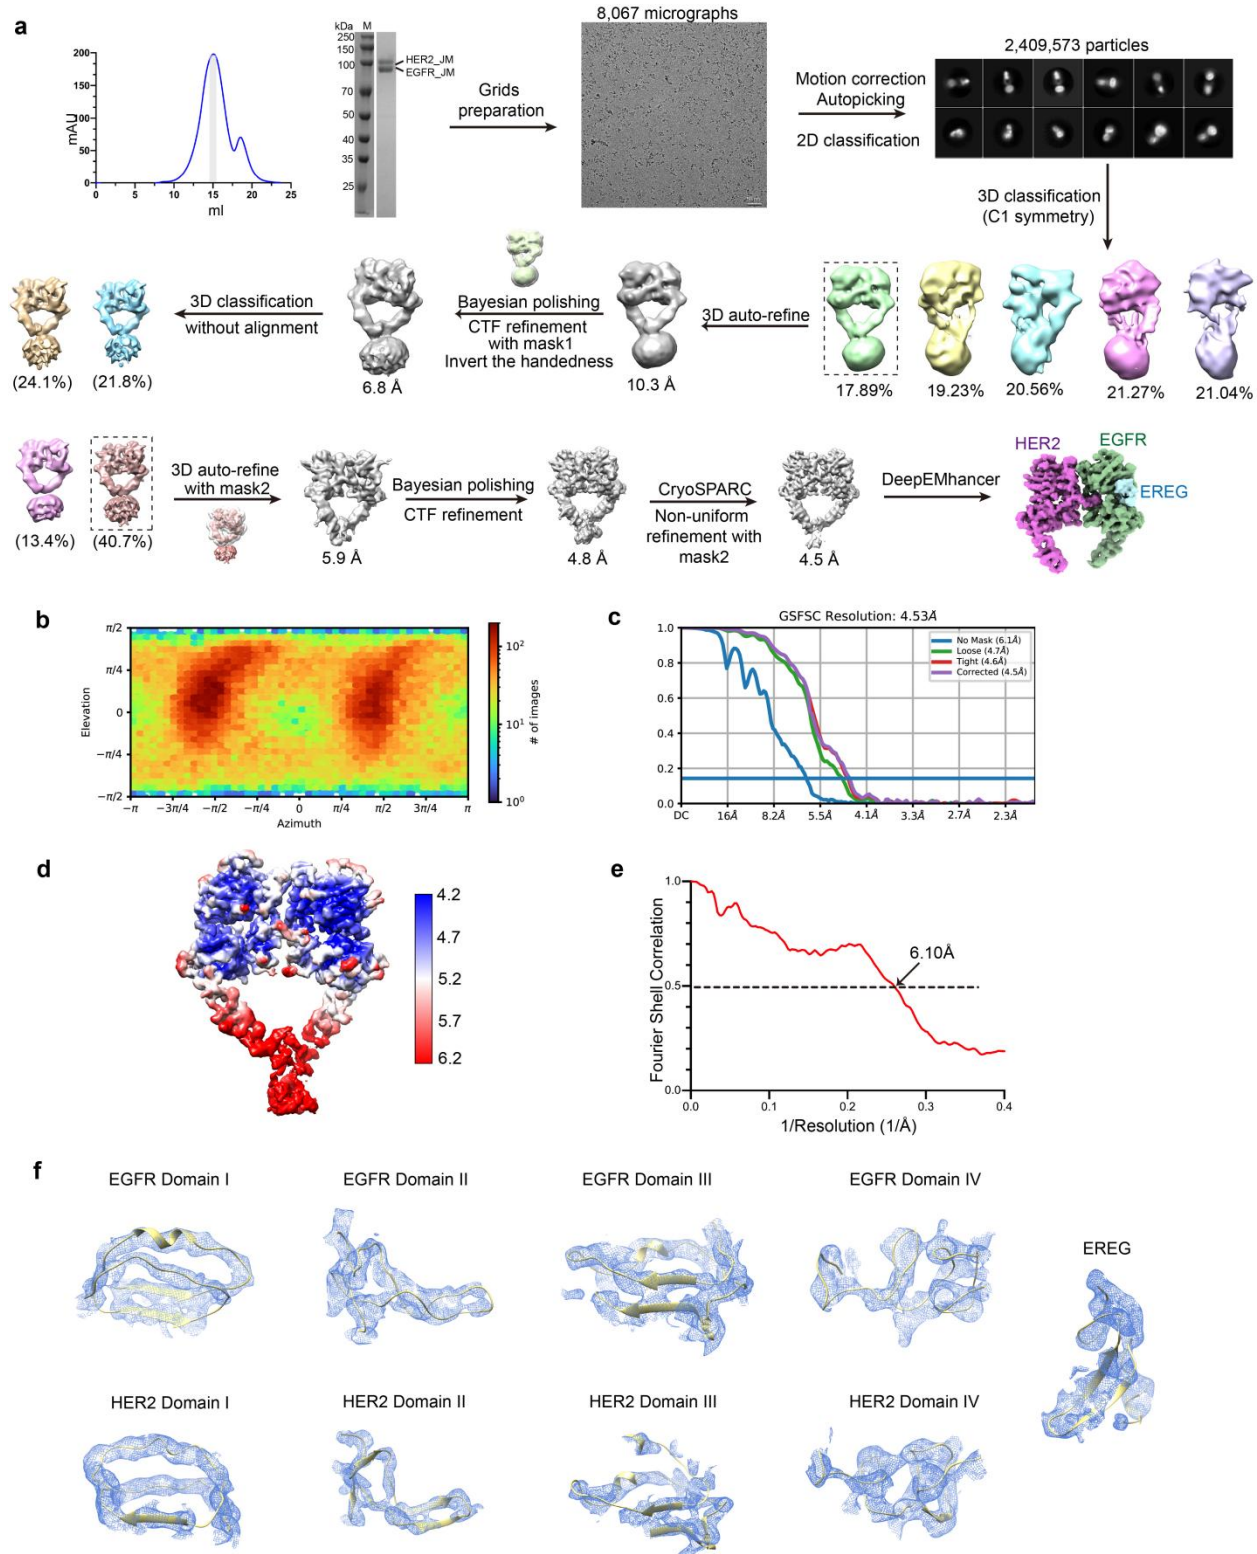 a
200
150
100
50
0
mAU
0
5
10
15
20
25
ml
kDa
M
250
150
100
70
50
40
35
25
HER2_JM
EGFR_JM
Grids
preparation
8,067 micrographs
Motion correction
Autopicking
2D classification
2,409,573 particles
3D classification
(C1 symmetry)
17.89%
19.23%
20.56%
21.27%
21.04%
3D auto-refine
10.3 Å
Bayesian polishing
CTF refinement
with mask1
Invert the handedness
6.8 Å
3D classification
without alignment
(24.1%)
(21.8%)
(13.4%)
(40.7%)
3D auto-refine
with mask2
5.9 Å
Bayesian polishing
CTF refinement
4.8 Å
CryoSPARC
Non-uniform
refinement with
mask2
4.5 Å
DeepEMhancer
HER2
EGFR
EREG
b
π/2
π/4
0
−π/4
−π/2
Elevation
−π
−3π/4
−π/2
−π/4
0
π/4
π/2
3π/4
π
Azimuth
10²
10¹
10⁰
# of images
c
GSFSC Resolution: 4.53Å
1.0
0.8
0.6
0.4
0.2
0.0
DC
16Å
8.2Å
5.5Å
4.1Å
3.3Å
2.7Å
2.3Å
No Mask (6.1Å)
Loose (4.7Å)
Tight (4.6Å)
Corrected (4.5Å)
d
4.2
4.7
5.2
5.7
6.2
e
Fourier Shell Correlation
1.0
0.5
0.0
6.10Å
0.0
0.1
0.2
0.3
0.4
1/Resolution (1/Å)
f
EGFR Domain I
EGFR Domain II
EGFR Domain III
EGFR Domain IV
EREG
HER2 Domain I
HER2 Domain II
HER2 Domain III
HER2 Domain IV